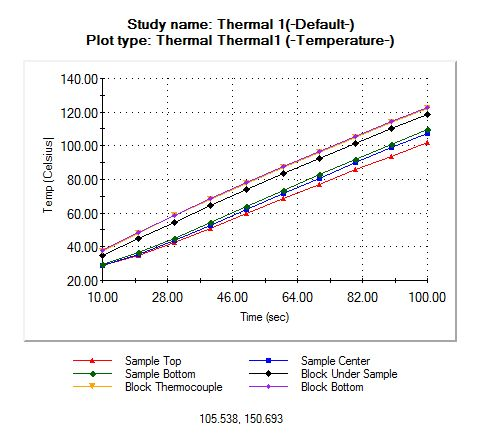 Study name: Thermal 1(-Default-)
Plot type: Thermal Thermal1 (-Temperature-)
140.00
120.00
100.00
80.00
60.00
40.00
20.00
Temp [Celsius]
10.00 28.00 46.00 64.00 82.00 100.00
Time (sec)
Sample Top Sample Center
Sample Bottom Block Under Sample
Block Thermocouple Block Bottom
105.538, 150.693